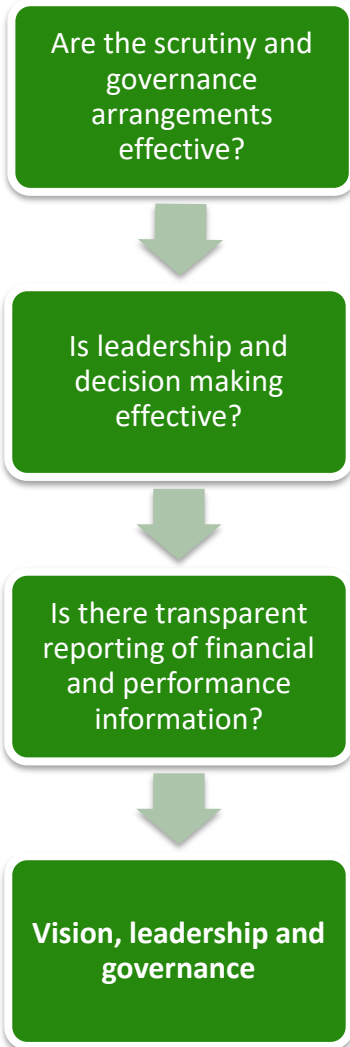 Are the scrutiny and
governance
arrangements
effective?
Is leadership and
decision making
effective?
Is there transparent
reporting of financial
and performance
information?
Vision, leadership and
governance